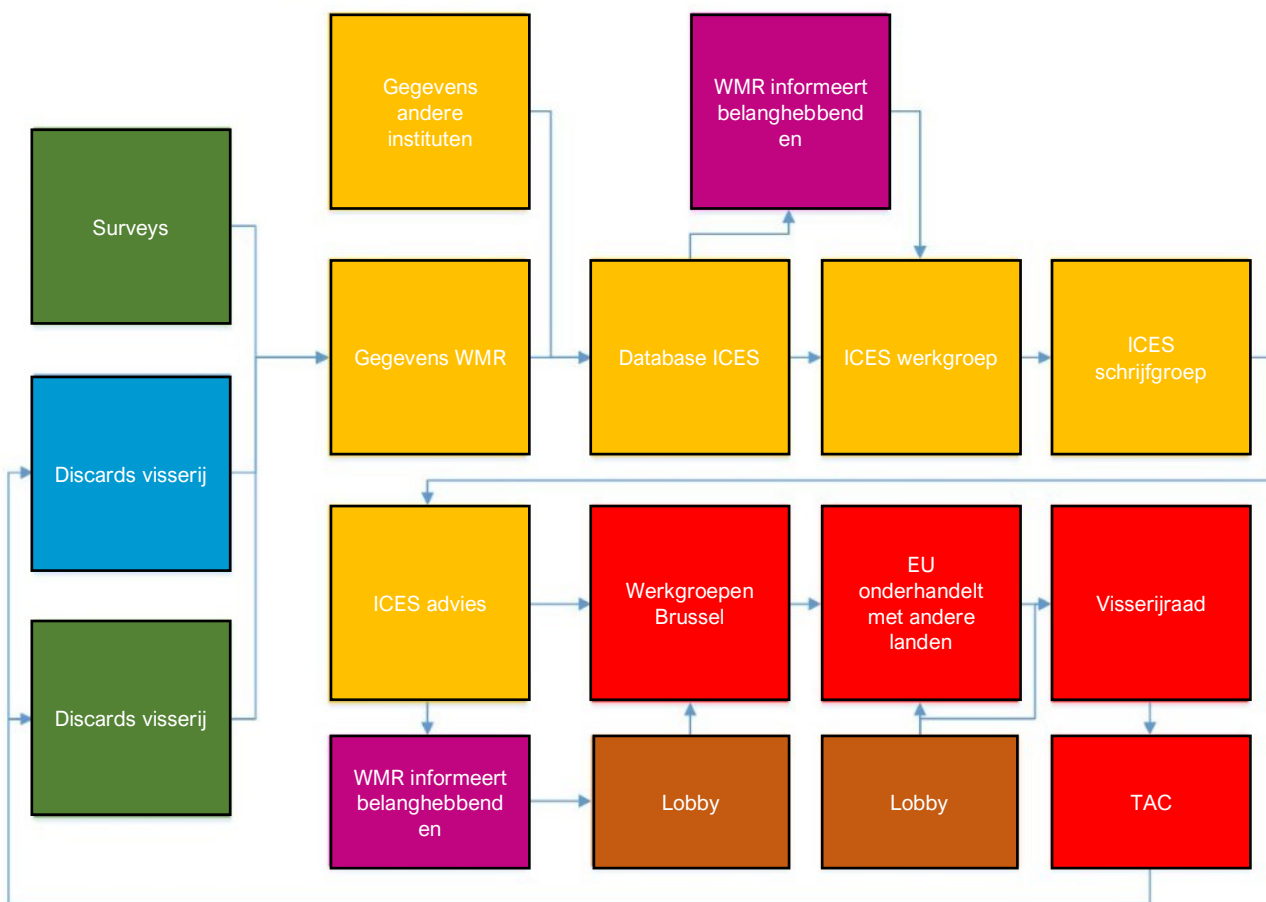 Gegevens
andere
instituten
WMR informeert
belanghebbend
en
Surveys
Gegevens WMR
Database ICES
ICES werkgroep
ICES
schrijfgroep
Discards visserij
ICES advies
Werkgroepen
Brussel
EU
onderhandelt
met andere
landen
Visserijraad
Discards visserij
WMR informeert
belanghebbend
en
Lobby
Lobby
TAC